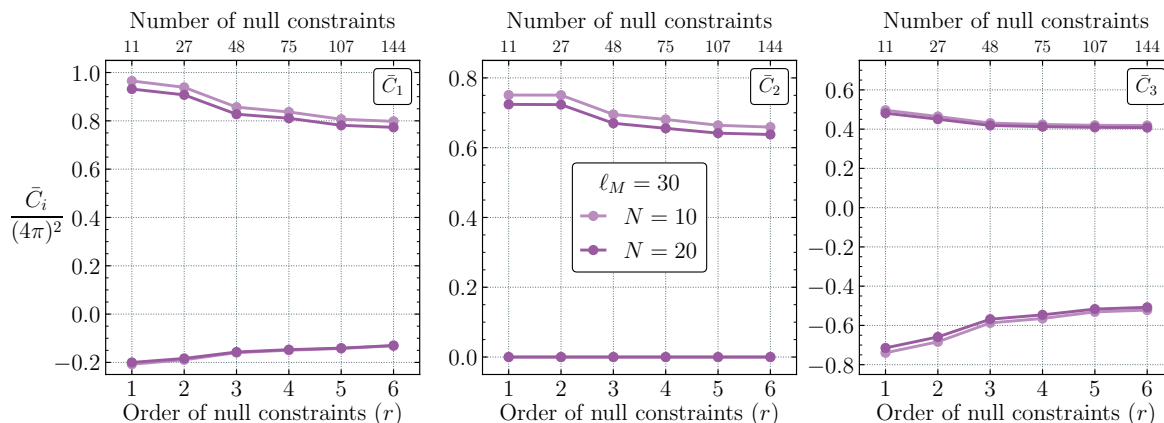 Number of null constraints
Number of null constraints
Number of null constraints
11 27 48 75 107 144
11 27 48 75 107 144
11 27 48 75 107 144
C̄₁
C̄₂
C̄₃
C̄ᵢ
(4π)²
1.0
0.8
0.6
0.4
0.2
0.0
−0.2
0.8
0.6
0.4
0.2
0.0
0.6
0.4
0.2
0.0
−0.2
−0.4
−0.6
−0.8
ℓ_M = 30
N = 10
N = 20
1 2 3 4 5 6
1 2 3 4 5 6
1 2 3 4 5 6
Order of null constraints (r)
Order of null constraints (r)
Order of null constraints (r)